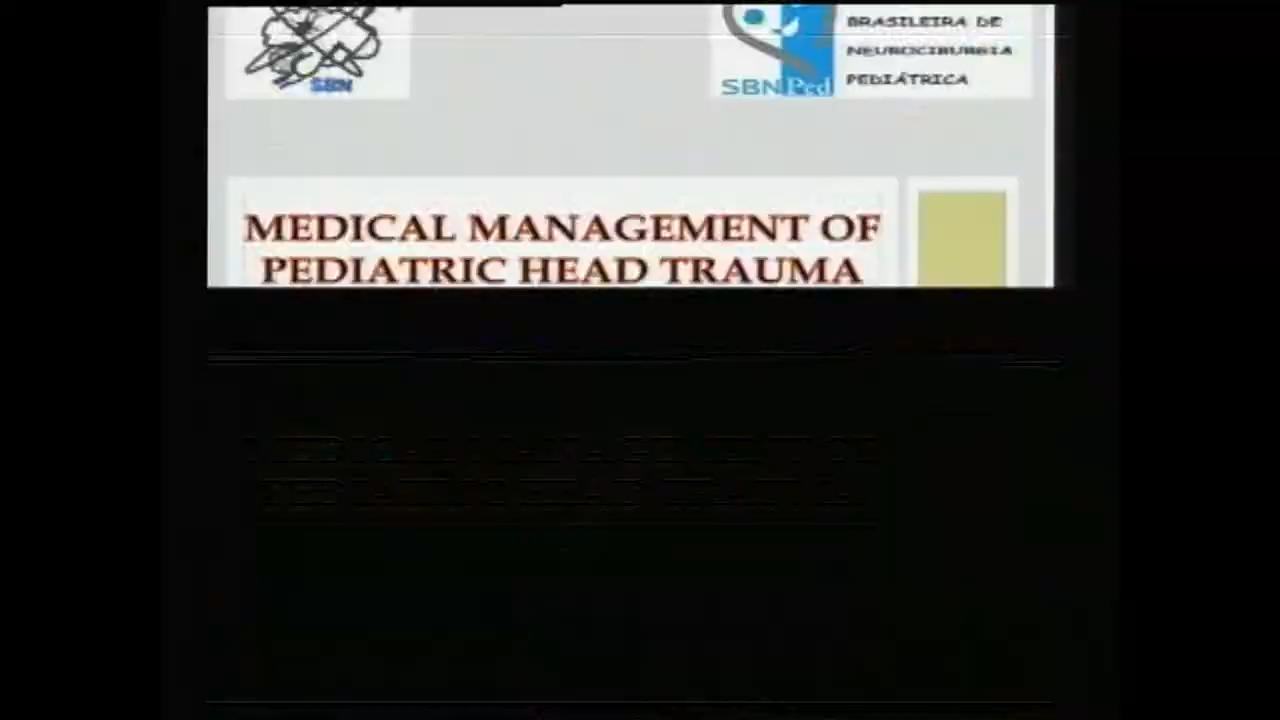 SBN
SBNPed
BRASILEIRA DE
NEUROCIRURGIA
PEDIÁTRICA
MEDICAL MANAGEMENT OF
PEDIATRIC HEAD TRAUMA